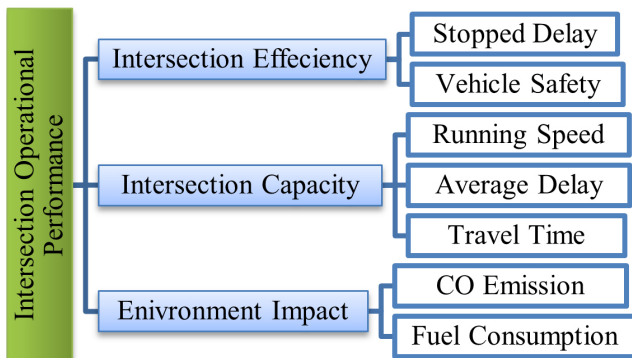 Intersection Operational
Performance
Intersection Effeciency
Stopped Delay
Vehicle Safety
Intersection Capacity
Running Speed
Average Delay
Travel Time
Enivronment Impact
CO Emission
Fuel Consumption